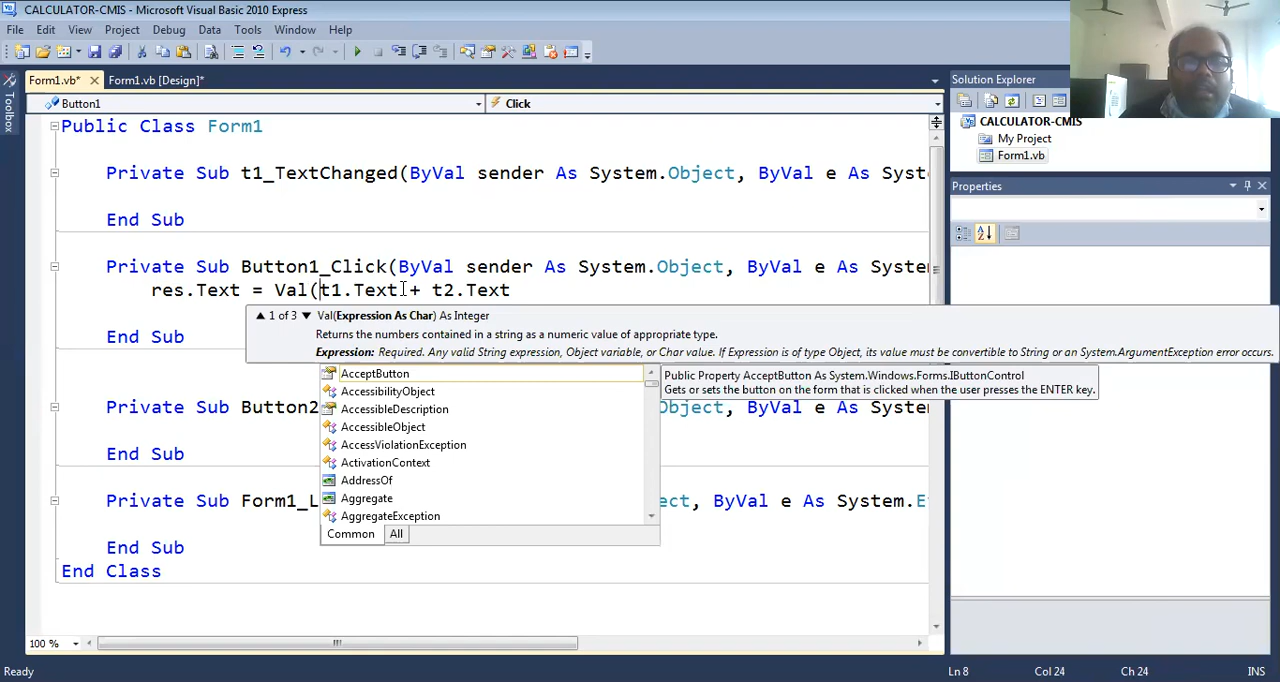 CALCULATOR-CMIS - Microsoft Visual Basic 2010 Express
File Edit View Project Debug Data Tools Window Help
Form1.vb* Form1.vb [Design]*
Toolbox
Button1 Click
Public Class Form1
Private Sub t1_TextChanged(ByVal sender As System.Object, ByVal e As Syst
End Sub
Private Sub Button1_Click(ByVal sender As System.Object, ByVal e As System
res.Text = Val(t1.Text + t2.Text
1 of 3 Val(Expression As Char) As Integer
Returns the numbers contained in a string as a numeric value of appropriate type.
Expression: Required. Any valid String expression, Object variable, or Char value. If Expression is of type Object, its value must be convertible to String or an System.ArgumentException error occurs.
End Sub
AcceptButton
AccessibilityObject
AccessibleDescription
AccessibleObject
AccessViolationException
ActivationContext
AddressOf
Aggregate
AggregateException
Common All
Public Property AcceptButton As System.Windows.Forms.IButtonControl
Gets or sets the button on the form that is clicked when the user presses the ENTER key.
Private Sub Button2 Object, ByVal e As System
End Sub
Private Sub Form1_L ect, ByVal e As System.E
End Sub
End Class
100 %
Solution Explorer
CALCULATOR-CMIS
My Project
Form1.vb
Properties
Ready Ln 8 Col 24 Ch 24 INS